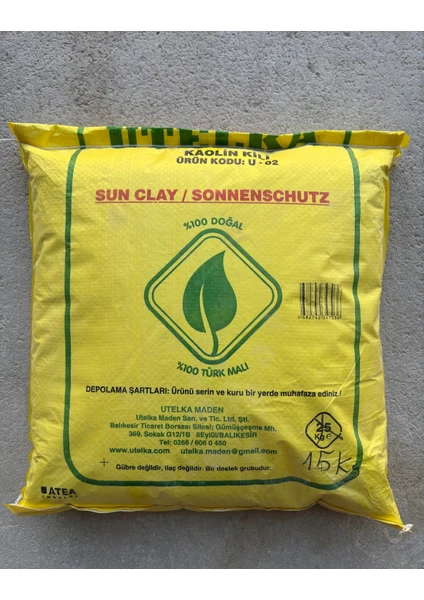 UTELKA
KAOLİN KİLİ
ÜRÜN KODU: U - 02
SUN CLAY / SONNENSCHUTZ
%100 DOĞAL
%100 TÜRK MALI
DEPOLAMA ŞARTLARI: Ürünü serin ve kuru bir yerde muhafaza ediniz!
UTELKA MADEN
Utelka Maden San. ve Tic. Ltd. Şti.
Balıkesir Ticaret Borsası Sitesi; Gümüşçeşme Mh.
369. Sokak G12/1B 6Eylül/BALIKESİR
Tel: 0266 / 606 0 450
www.utelka.com utelka.maden@gmail.com
Gübre değildir, ilaç değildir. Bir destek grubudur.
25
Kg e
15 Kg
ATEA